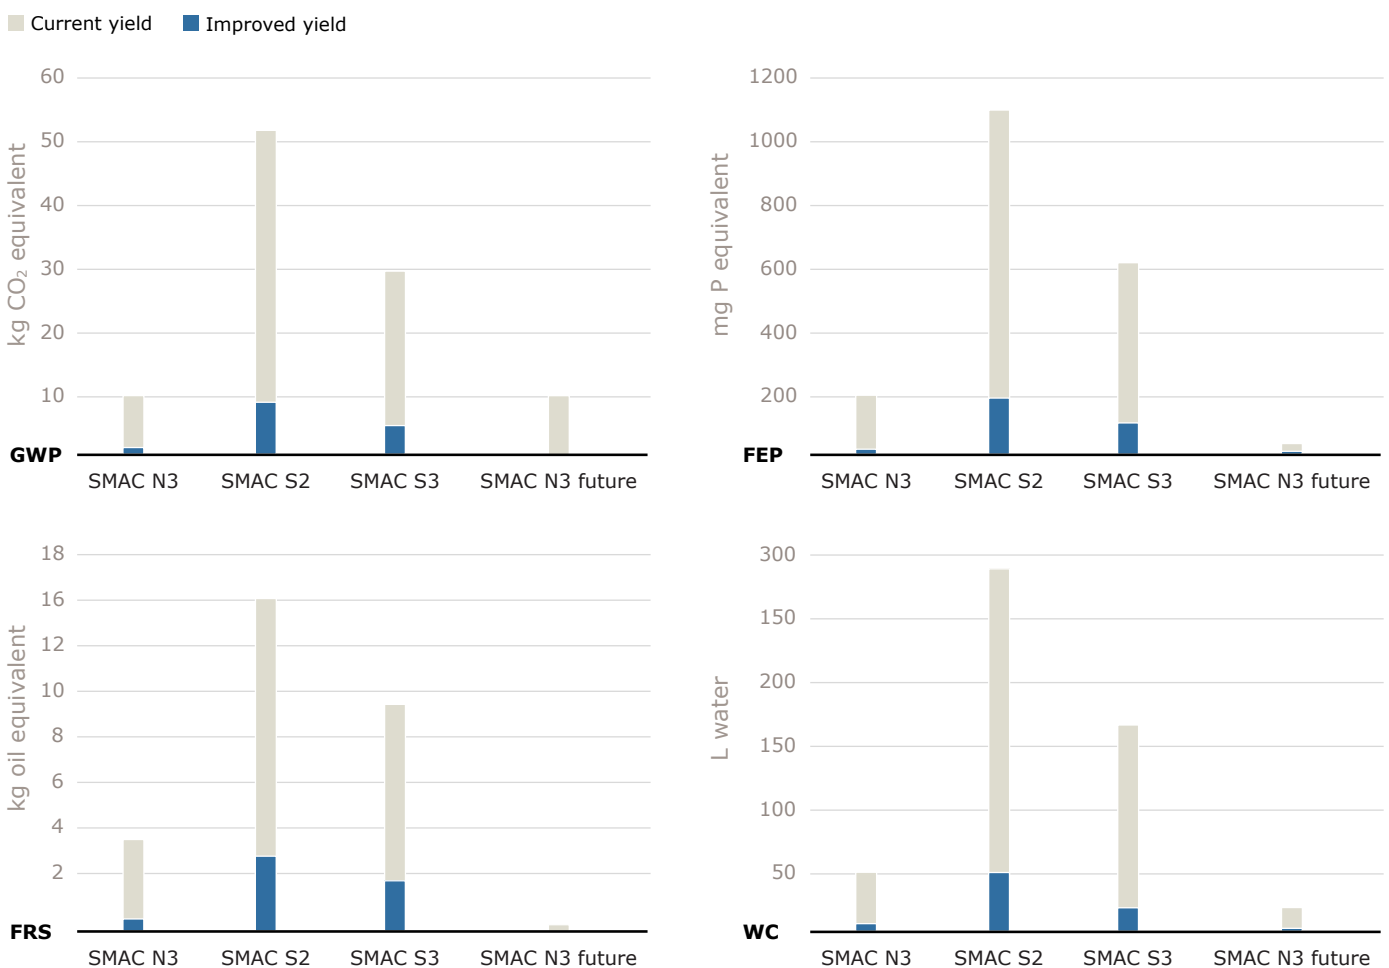 Current yield
Improved yield
kg CO₂ equivalent
60
50
40
30
20
10
GWP
SMAC N3
SMAC S2
SMAC S3
SMAC N3 future
mg P equivalent
1200
1000
800
600
400
200
FEP
SMAC N3
SMAC S2
SMAC S3
SMAC N3 future
kg oil equivalent
18
16
12
10
8
6
4
2
FRS
SMAC N3
SMAC S2
SMAC S3
SMAC N3 future
L water
300
150
200
150
100
50
WC
SMAC N3
SMAC S2
SMAC S3
SMAC N3 future